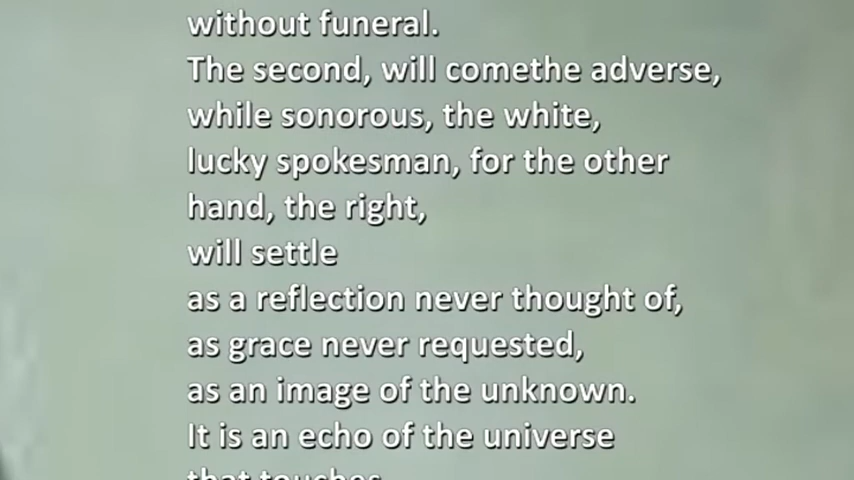 without funeral.
The second, will comethe adverse,
while sonorous, the white,
lucky spokesman, for the other
hand, the right,
will settle
as a reflection never thought of,
as grace never requested,
as an image of the unknown.
It is an echo of the universe
that touches